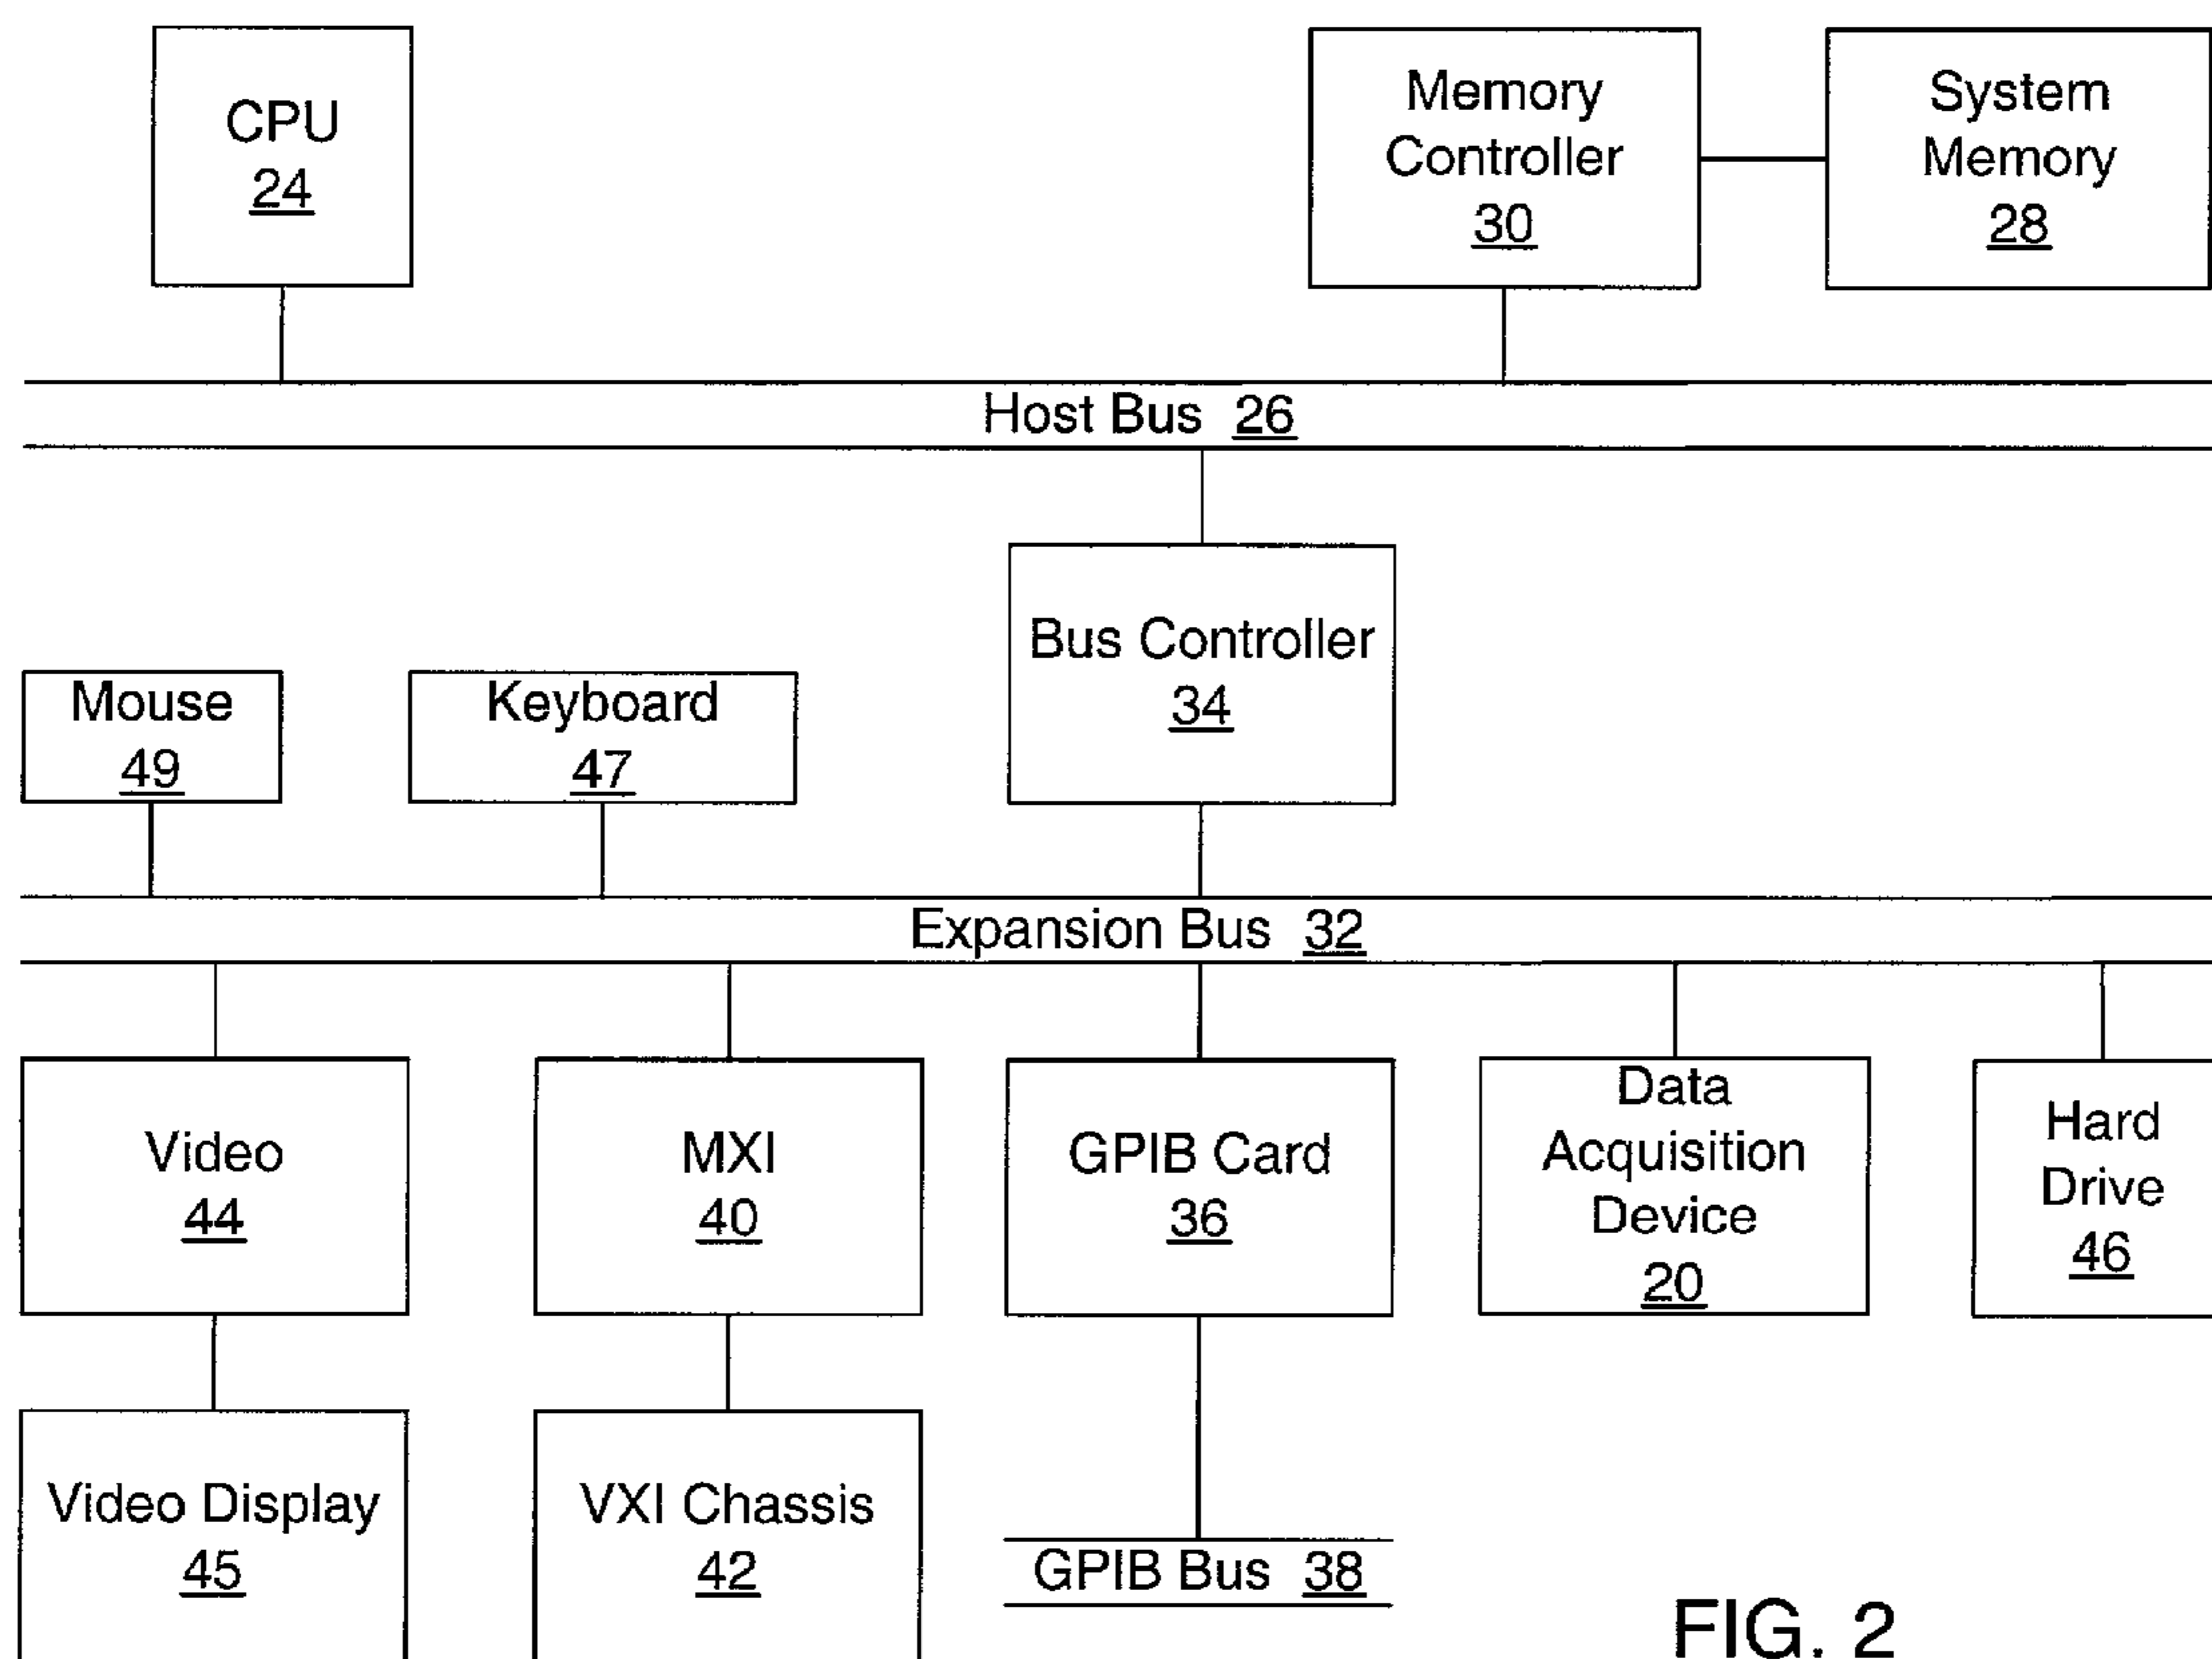 CPU
24
Memory
Controller
30
System
Memory
28
Host Bus 26
Bus Controller
34
Mouse
49
Keyboard
47
Expansion Bus 32
Video
44
MXI
40
GPIB Card
36
Data
Acquisition
Device
20
Hard
Drive
46
Video Display
45
VXI Chassis
42
GPIB Bus 38
FIG. 2